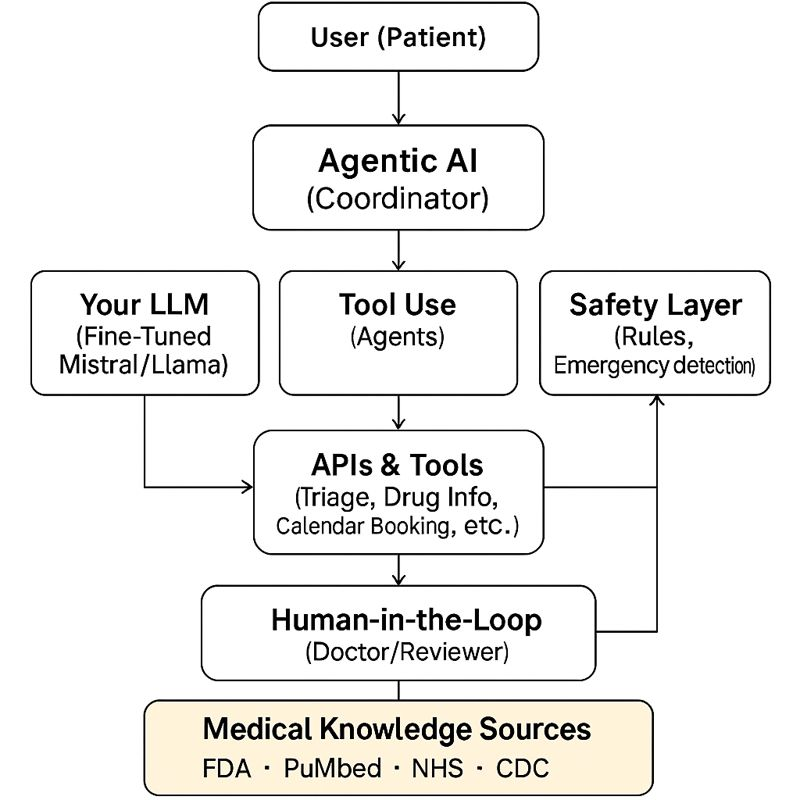 User (Patient)
Agentic AI
(Coordinator)
Your LLM
(Fine-Tuned
Mistral/Llama)
Tool Use
(Agents)
Safety Layer
(Rules,
Emergency detection)
APIs & Tools
(Triage, Drug Info,
Calendar Booking, etc.)
Human-in-the-Loop
(Doctor/Reviewer)
Medical Knowledge Sources
FDA · PuMbed · NHS · CDC